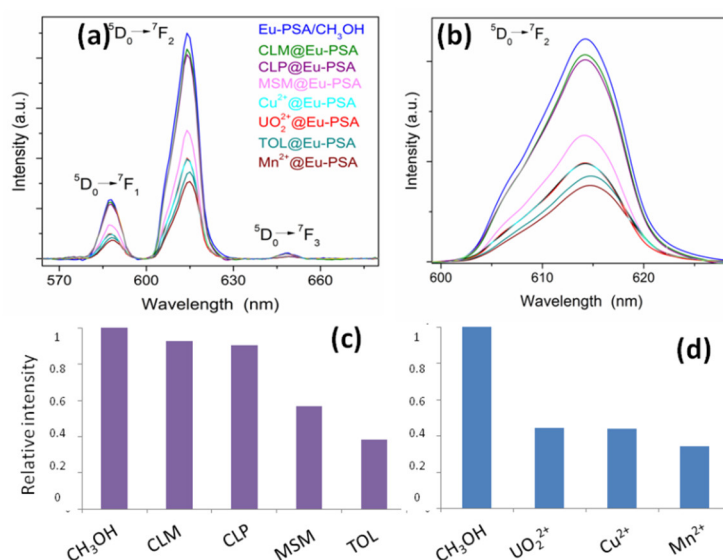 (a)
⁵D₀→⁷F₂
Eu-PSA/CH₃OH
CLM@Eu-PSA
CLP@Eu-PSA
MSM@Eu-PSA
Cu²⁺@Eu-PSA
UO₂²⁺@Eu-PSA
TOL@Eu-PSA
Mn²⁺@Eu-PSA
⁵D₀→⁷F₁
⁵D₀→⁷F₃
Intensity (a.u.)
570 600 630 660
Wavelength (nm)
(b)
⁵D₀→⁷F₂
Intensity (a.u.)
600 610 620
Wavelength (nm)
(c)
Relative intensity
1
0.8
0.6
0.4
0.2
0
CH₃OH CLM CLP MSM TOL
(d)
1
0.8
0.6
0.4
0.2
0
CH₃OH UO₂²⁺ Cu²⁺ Mn²⁺